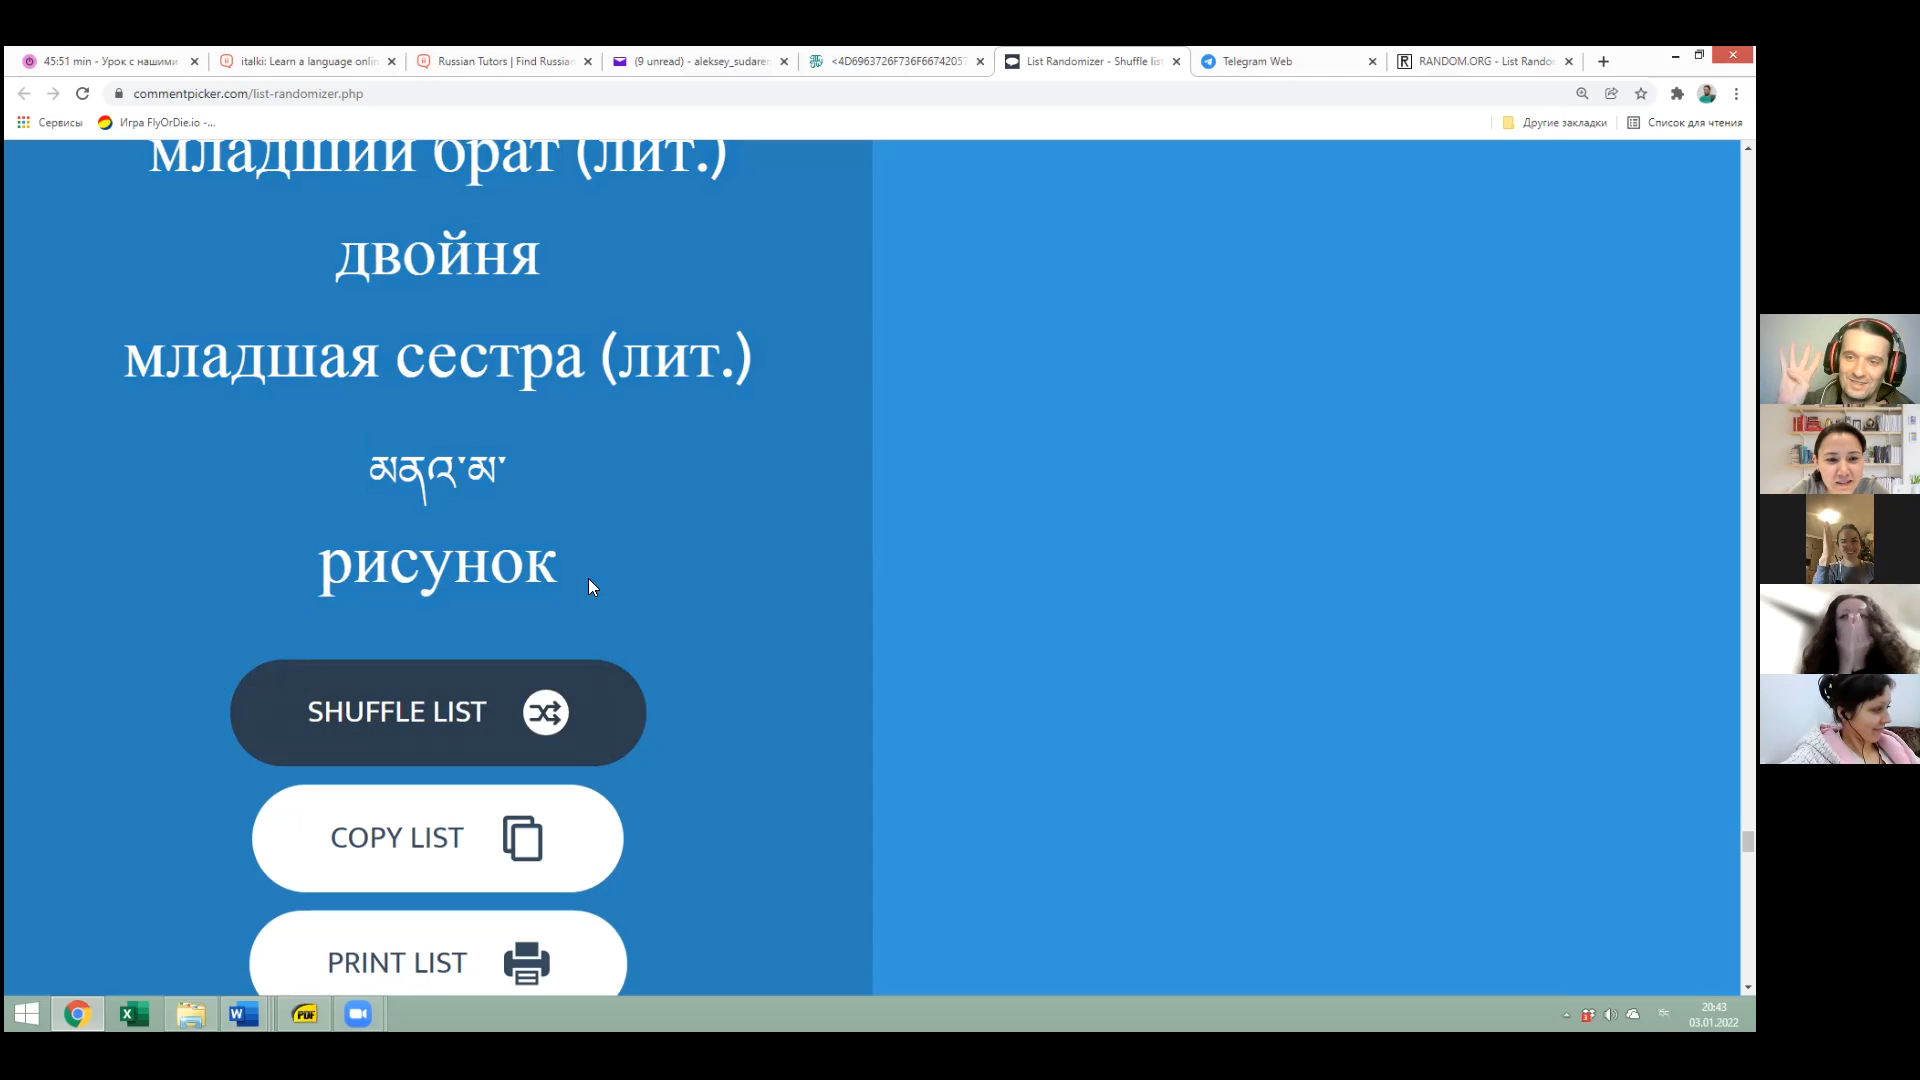 45:51 min - Урок с нашими
italki: Learn a language onlin
Russian Tutors | Find Russia
(9 unread) - aleksey_sudare
<4D6963726F736F66742057
List Randomizer - Shuffle lis
Telegram Web
RANDOM.ORG - List Rando
commentpicker.com/list-randomizer.php
Сервисы
Игра FlyOrDie.io -...
Другие закладки
Список для чтения
младший брат (лит.)
двойня
младшая сестра (лит.)
མནའ་མ་
рисунок
SHUFFLE LIST
COPY LIST
PRINT LIST
PDF
20:43
03.01.2022